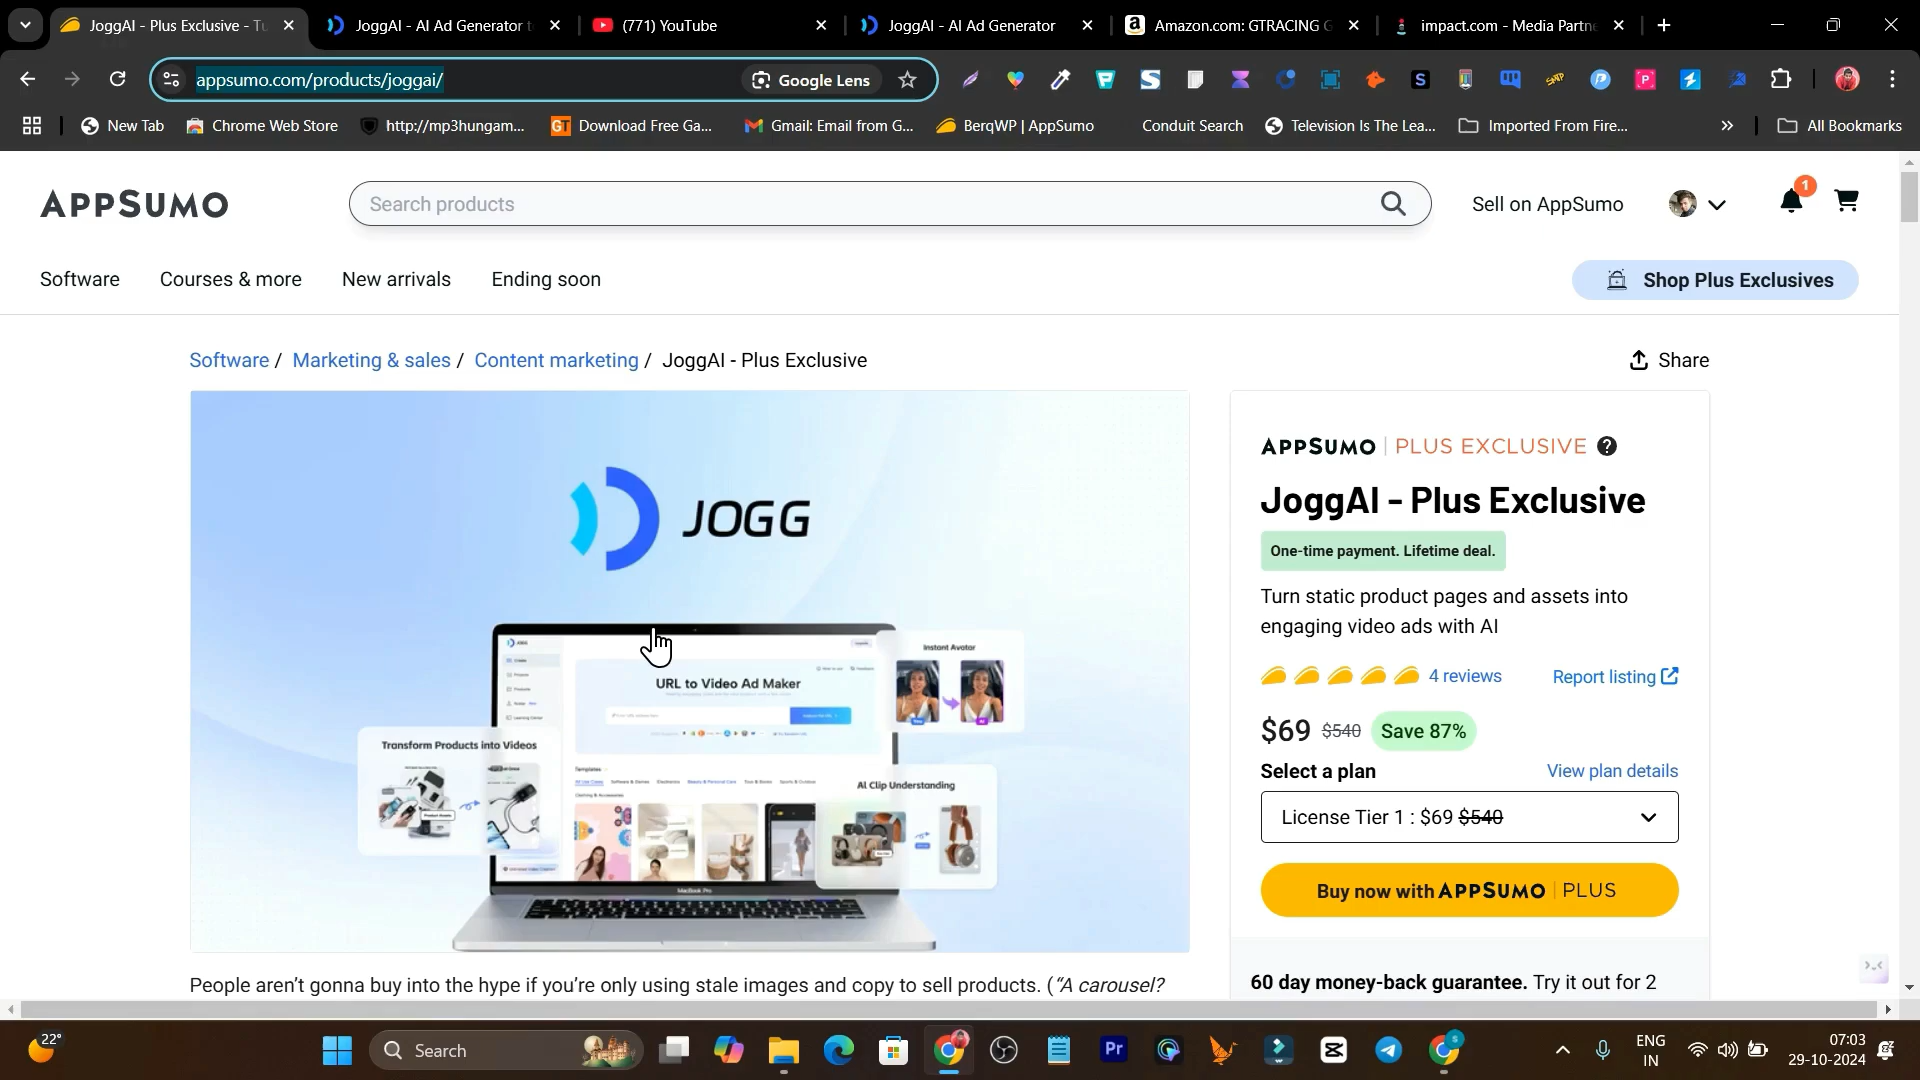 JoggAI - Plus Exclusive - Tu
JoggAI - AI Ad Generator t
(771) YouTube
JoggAI - AI Ad Generator
Amazon.com: GTRACING G
impact.com - Media Partne
appsumo.com/products/joggai/
Google Lens
New Tab
Chrome Web Store
http://mp3hungam...
Download Free Ga...
Gmail: Email from G...
BerqWP | AppSumo
Conduit Search
Television Is The Lea...
Imported From Fire...
All Bookmarks
APPSUMO
Search products
Sell on AppSumo
1
Software
Courses & more
New arrivals
Ending soon
Shop Plus Exclusives
Software / Marketing & sales / Content marketing / JoggAI - Plus Exclusive
Share
JOGG
Instant Avatar
URL to Video Ad Maker
Transform Products into Videos
AI Clip Understanding
Templates
MacBook Pro
APPSUMO | PLUS EXCLUSIVE
JoggAI - Plus Exclusive
One-time payment. Lifetime deal.
Turn static product pages and assets into
engaging video ads with AI
4 reviews
Report listing
$69 $540 Save 87%
Select a plan
View plan details
License Tier 1 : $69 $540
Buy now with APPSUMO | PLUS
60 day money-back guarantee. Try it out for 2
People aren’t gonna buy into the hype if you’re only using stale images and copy to sell products. (“A carousel?
22°
Search
ENG
IN
07:03
29-10-2024